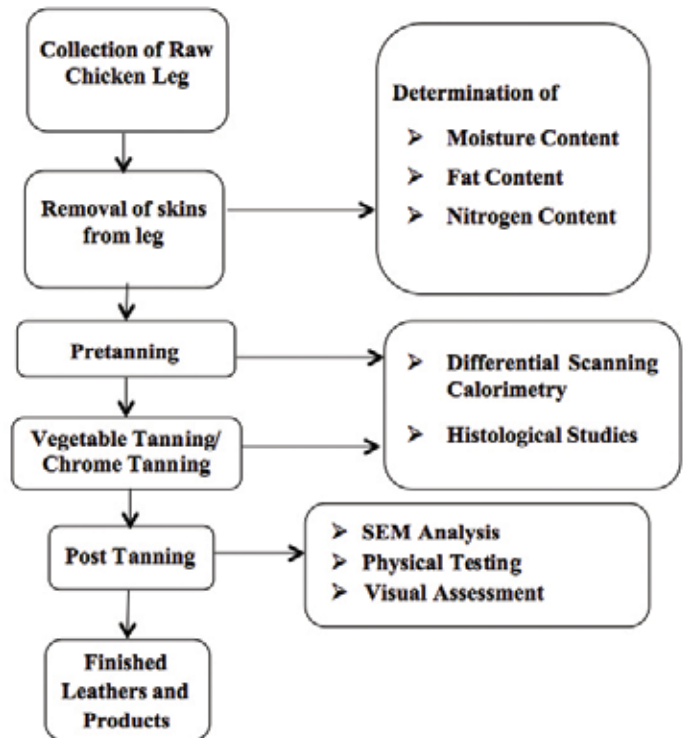 Collection of Raw
Chicken Leg
Determination of
➢ Moisture Content
➢ Fat Content
➢ Nitrogen Content
Removal of skins
from leg
Pretanning
➢ Differential Scanning
Calorimetry
➢ Histological Studies
Vegetable Tanning/
Chrome Tanning
Post Tanning
➢ SEM Analysis
➢ Physical Testing
➢ Visual Assessment
Finished
Leathers and
Products